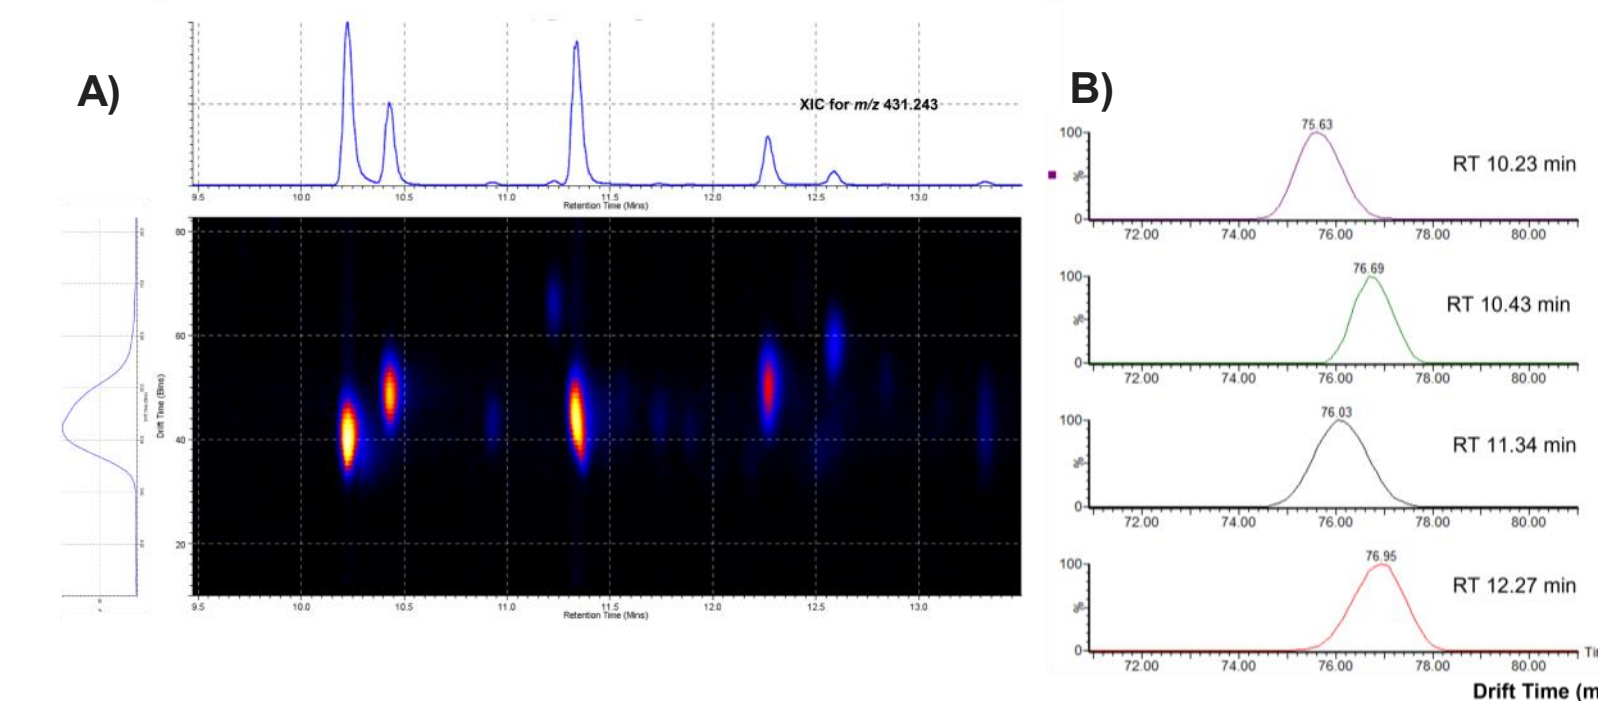 A)
XIC for m/z 431.243
9.5 10.0 10.5 11.0 11.5 12.0 12.5 13.0
Retention Time (Mins)
Drift Time (Bins)
80
60
40
20
9.5 10.0 10.5 11.0 11.5 12.0 12.5 13.0
Retention Time (Mins)
B)
75.63
100
RT 10.23 min
%
0
72.00 74.00 76.00 78.00 80.00
76.69
100
RT 10.43 min
%
0
72.00 74.00 76.00 78.00 80.00
76.03
100
RT 11.34 min
%
0
72.00 74.00 76.00 78.00 80.00
76.95
100
RT 12.27 min
%
0
72.00 74.00 76.00 78.00 80.00
Drift Time (m